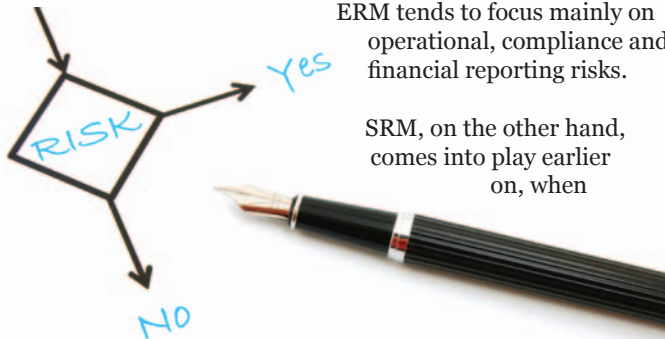 ERM tends to focus mainly on
operational, compliance and
financial reporting risks.
SRM, on the other hand,
comes into play earlier
on, when
RISK
Yes
NO